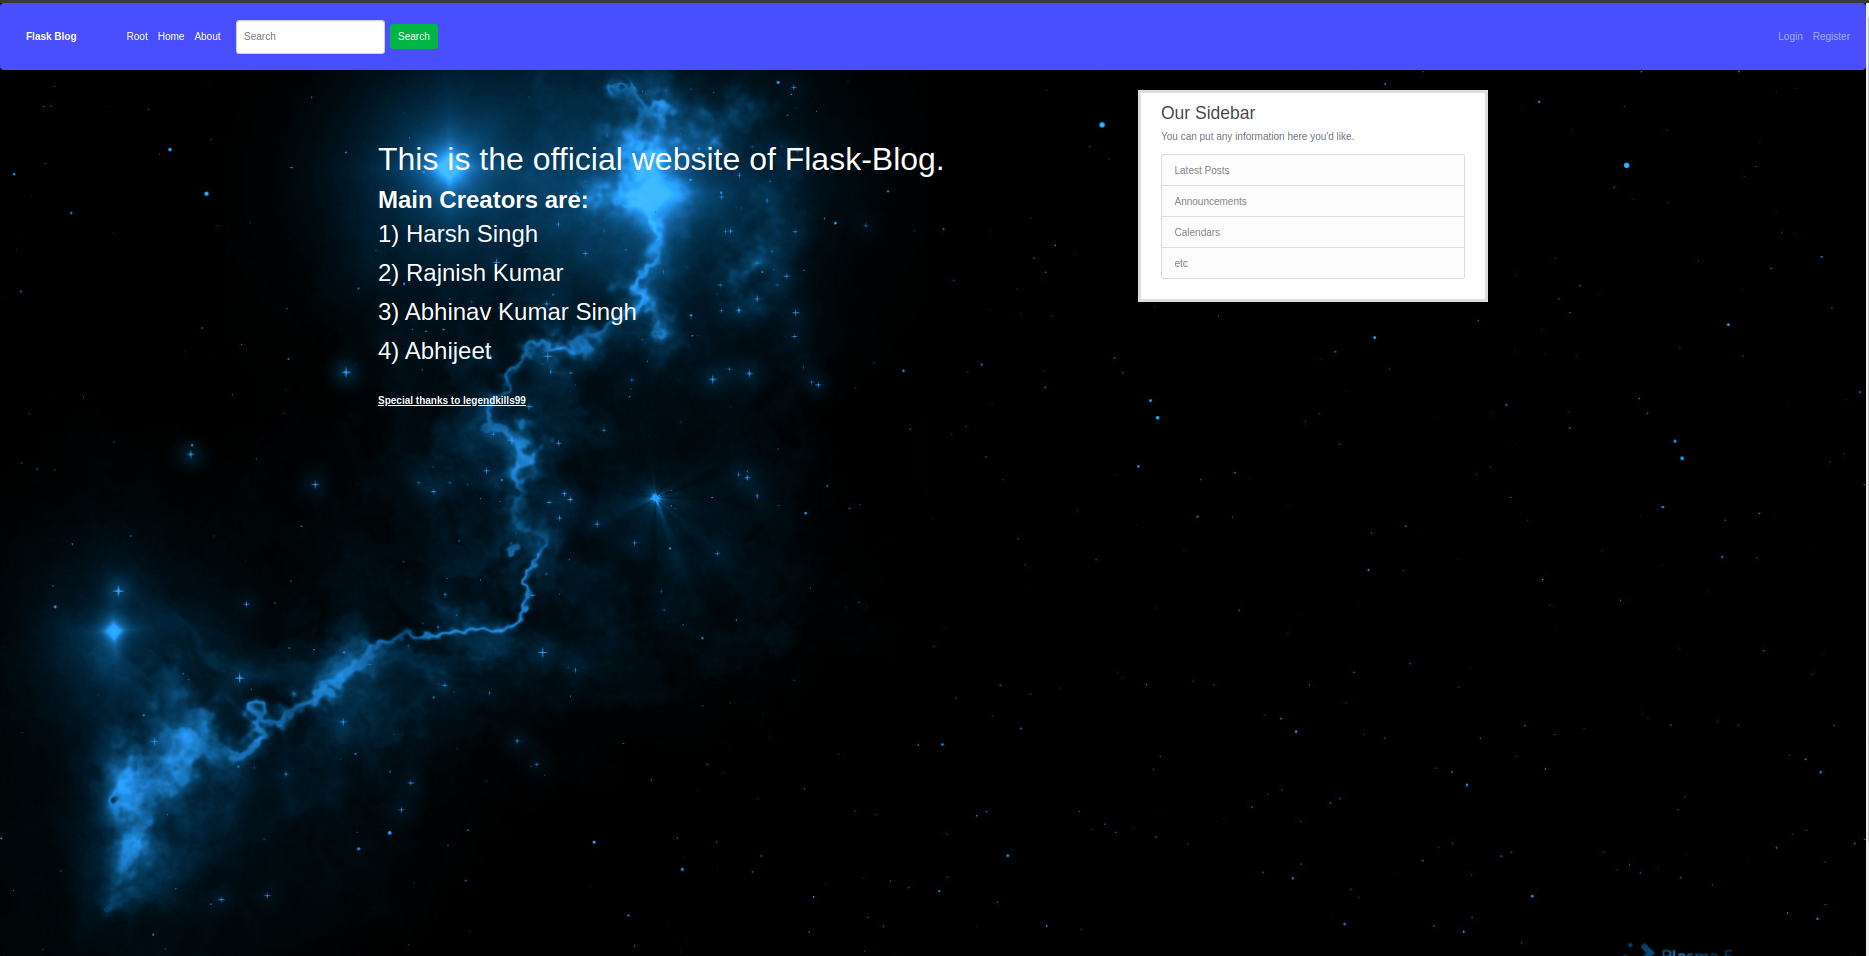 Flask Blog
Root Home About Search Search
Login Register
This is the official website of Flask-Blog.
Main Creators are:
1) Harsh Singh
2) Rajnish Kumar
3) Abhinav Kumar Singh
4) Abhijeet
Special thanks to legendkills99
Our Sidebar
You can put any information here you'd like.
Latest Posts
Announcements
Calendars
etc